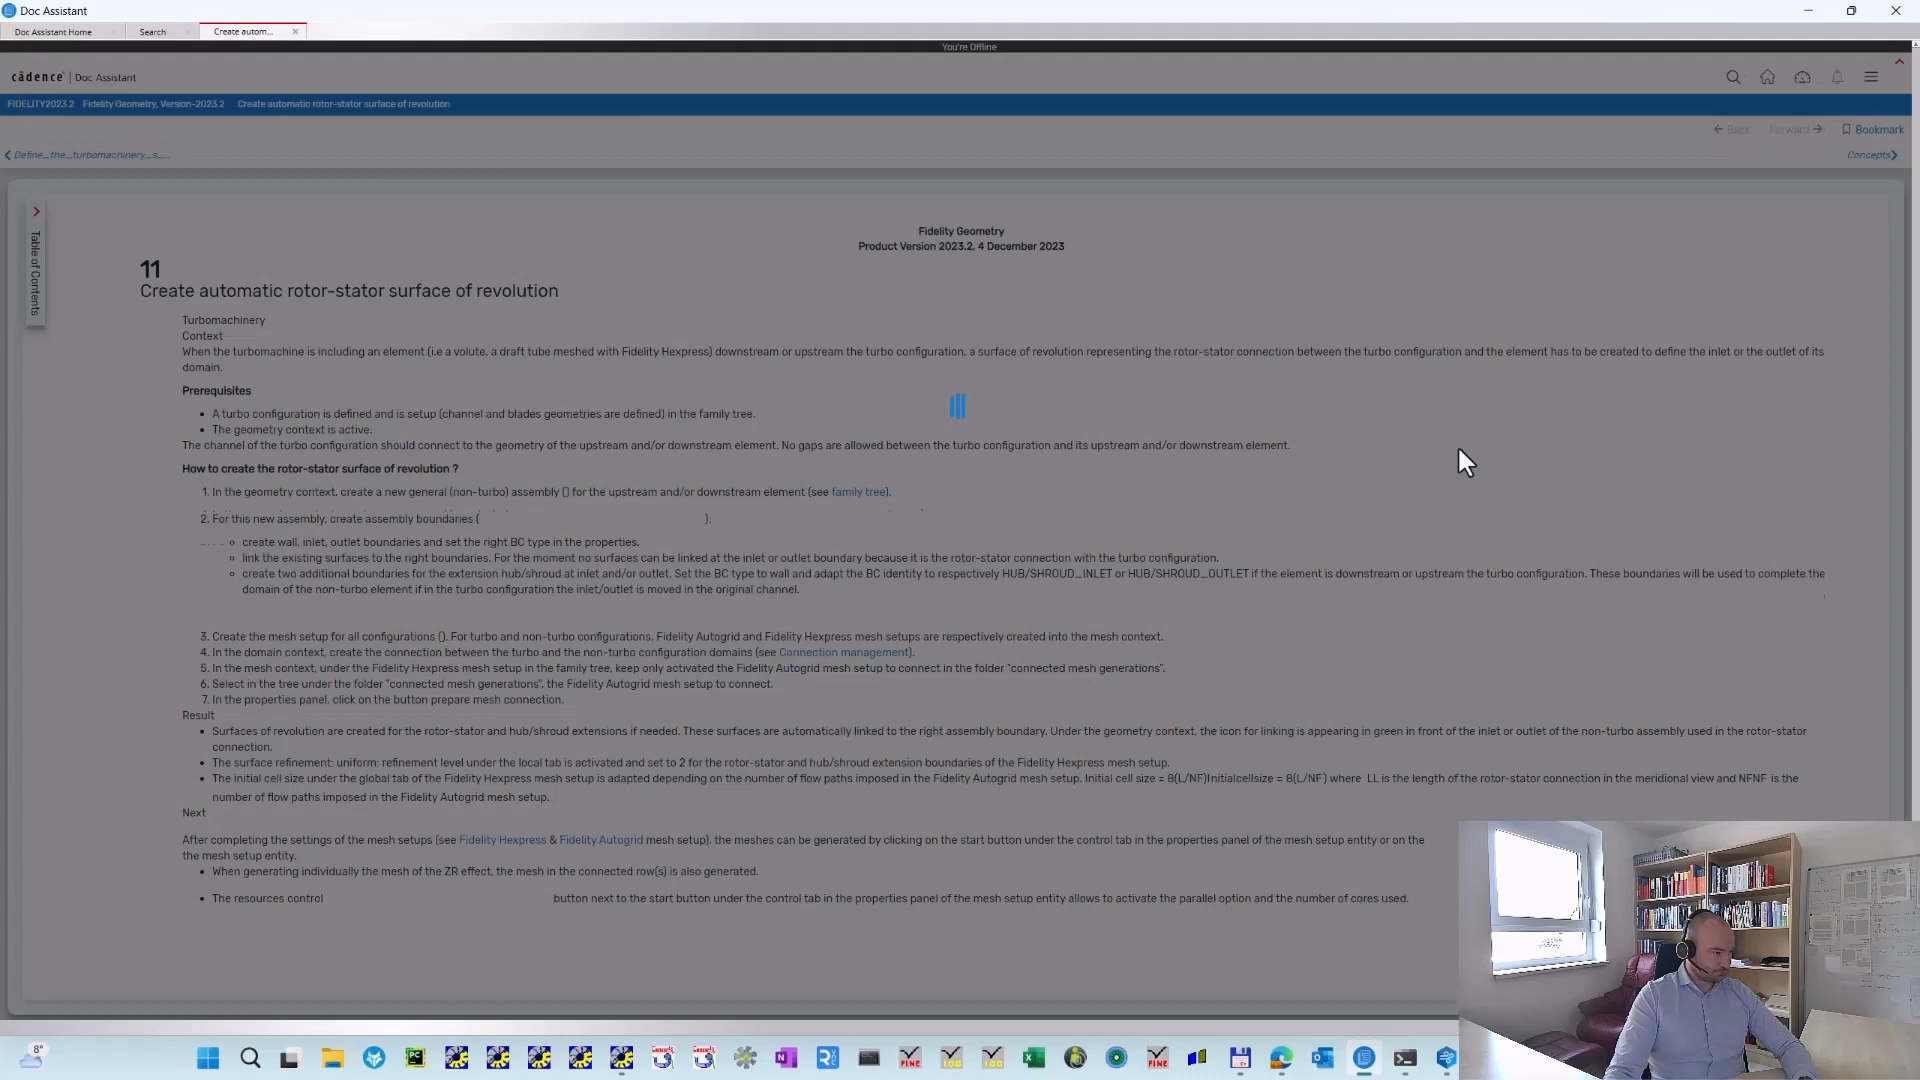 Doc Assistant
Doc Assistant Home
Search
Create autom...
You're Offline
cādence | Doc Assistant
FIDELITY2023.2 Fidelity Geometry, Version-2023.2 Create automatic rotor-stator surface of revolution
Back Forward Bookmark
Define_the_turbomachinery_s_... Concepts
Table of Contents
Fidelity Geometry
Product Version 2023.2, 4 December 2023
11
Create automatic rotor-stator surface of revolution
Turbomachinery
Context
When the turbomachine is including an element (i.e a volute, a draft tube meshed with Fidelity Hexpress) downstream or upstream the turbo configuration, a surface of revolution representing the rotor-stator connection between the turbo configuration and the element has to be created to define the inlet or the outlet of its
domain.
Prerequisites
• A turbo configuration is defined and is setup (channel and blades geometries are defined) in the family tree.
• The geometry context is active.
The channel of the turbo configuration should connect to the geometry of the upstream and/or downstream element. No gaps are allowed between the turbo configuration and its upstream and/or downstream element.
How to create the rotor-stator surface of revolution ?
1. In the geometry context, create a new general (non-turbo) assembly () for the upstream and/or downstream element (see family tree).
2. For this new assembly, create assembly boundaries ( ):
create wall, inlet, outlet boundaries and set the right BC type in the properties.
link the existing surfaces to the right boundaries. For the moment no surfaces can be linked at the inlet or outlet boundary because it is the rotor-stator connection with the turbo configuration.
create two additional boundaries for the extension hub/shroud at inlet and/or outlet. Set the BC type to wall and adapt the BC identity to respectively HUB/SHROUD_INLET or HUB/SHROUD_OUTLET if the element is downstream or upstream the turbo configuration. These boundaries will be used to complete the
domain of the non-turbo element if in the turbo configuration the inlet/outlet is moved in the original channel.
3. Create the mesh setup for all configurations (). For turbo and non-turbo configurations, Fidelity Autogrid and Fidelity Hexpress mesh setups are respectively created into the mesh context.
4. In the domain context, create the connection between the turbo and the non-turbo configuration domains (see Connection management).
5. In the mesh context, under the Fidelity Hexpress mesh setup in the family tree, keep only activated the Fidelity Autogrid mesh setup to connect in the folder "connected mesh generations".
6. Select in the tree under the folder "connected mesh generations", the Fidelity Autogrid mesh setup to connect.
7. In the properties panel, click on the button prepare mesh connection.
Result
• Surfaces of revolution are created for the rotor-stator and hub/shroud extensions if needed. These surfaces are automatically linked to the right assembly boundary. Under the geometry context, the icon for linking is appearing in green in front of the inlet or outlet of the non-turbo assembly used in the rotor-stator
connection.
• The surface refinement: uniform: refinement level under the local tab is activated and set to 2 for the rotor-stator and hub/shroud extension boundaries of the Fidelity Hexpress mesh setup.
• The initial cell size under the global tab of the Fidelity Hexpress mesh setup is adapted depending on the number of flow paths imposed in the Fidelity Autogrid mesh setup. Initial cell size = 8(L/NF)Initialcellsize = 8(L/NF) where LL is the length of the rotor-stator connection in the meridional view and NFNF is the
number of flow paths imposed in the Fidelity Autogrid mesh setup.
Next
After completing the settings of the mesh setups (see Fidelity Hexpress & Fidelity Autogrid mesh setup), the meshes can be generated by clicking on the start button under the control tab in the properties panel of the mesh setup entity or on the
the mesh setup entity.
• When generating individually the mesh of the ZR effect, the mesh in the connected row(s) is also generated.
• The resources control button next to the start button under the control tab in the properties panel of the mesh setup entity allows to activate the parallel option and the number of cores used.
8°